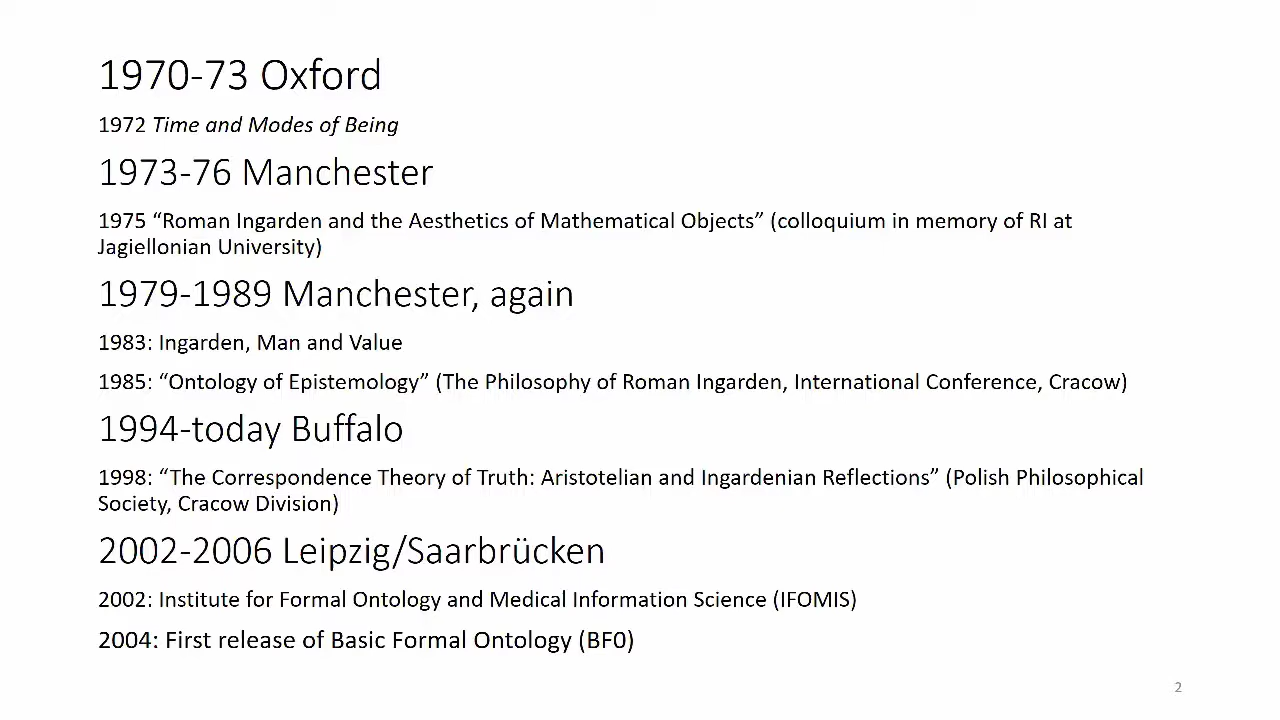 1970-73 Oxford
1972 Time and Modes of Being
1973-76 Manchester
1975 “Roman Ingarden and the Aesthetics of Mathematical Objects” (colloquium in memory of RI at
Jagiellonian University)
1979-1989 Manchester, again
1983: Ingarden, Man and Value
1985: “Ontology of Epistemology” (The Philosophy of Roman Ingarden, International Conference, Cracow)
1994-today Buffalo
1998: “The Correspondence Theory of Truth: Aristotelian and Ingardenian Reflections” (Polish Philosophical
Society, Cracow Division)
2002-2006 Leipzig/Saarbrücken
2002: Institute for Formal Ontology and Medical Information Science (IFOMIS)
2004: First release of Basic Formal Ontology (BF0)
2